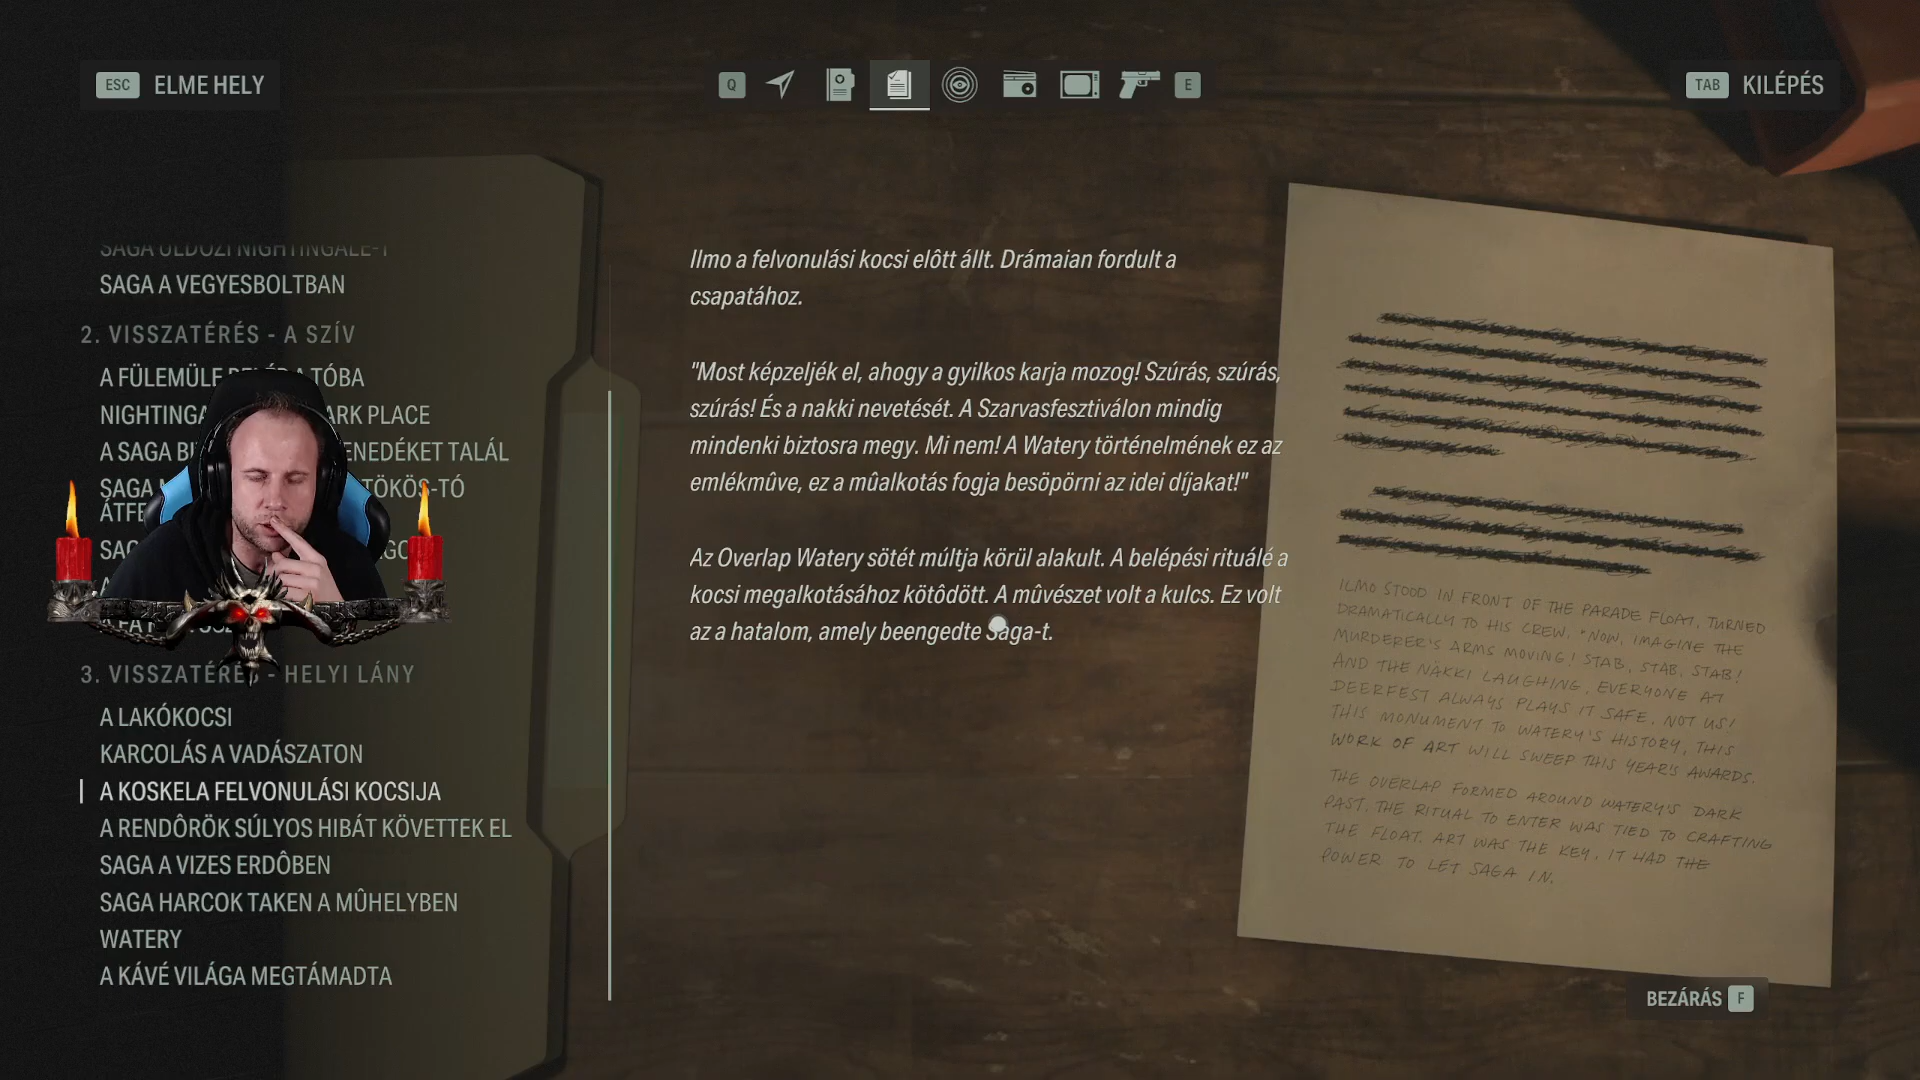 ESC ELME HELY
Q
E
TAB KILÉPÉS
SAGA ÜLDÖZI NIGHTINGALE-T
SAGA A VEGYESBOLTBAN
2. VISSZATÉRÉS - A SZÍV
A FÜLEMÜLE TÓBA
ARK PLACE
A SAGA ENEDÉKET TALÁL
SAGA TÖKÖS-TÓ
3. VISSZATÉRÉS - HELYI LÁNY
A LAKÓKOCSI
KARCOLÁS A VADÁSZATON
A KOSKELA FELVONULÁSI KOCSIJA
A RENDÔRÖK SÚLYOS HIBÁT KÖVETTEK EL
SAGA A VIZES ERDÔBEN
SAGA HARCOK TAKEN A MÛHELYBEN
WATERY
A KÁVÉ VILÁGA MEGTÁMADTA
Ilmo a felvonulási kocsi elôtt állt. Drámaian fordult a
csapatához.
"Most képzeljék el, ahogy a gyilkos karja mozog! Szúrás, szúrás,
szúrás! És a nakki nevetését. A Szarvasfesztiválon mindig
mindenki biztosra megy. Mi nem! A Watery történelmének ez az
emlékmûve, ez a mûalkotás fogja besöpörni az idei díjakat!"
Az Overlap Watery sötét múltja körül alakult. A belépési rituálé a
kocsi megalkotásához kötôdött. A mûvészet volt a kulcs. Ez volt
az a hatalom, amely beengedte Saga-t.
ILMO STOOD IN FRONT OF THE PARADE FLOAT, TURNED
DRAMATICALLY TO HIS CREW. "NOW, IMAGINE THE
MURDERER'S ARMS MOVING! STAB, STAB, STAB!
AND THE NÄKKI LAUGHING, EVERYONE AT
DEERFEST ALWAYS PLAYS IT SAFE, NOT US!
THIS MONUMENT TO WATERY'S HISTORY, THIS
WORK OF ART WILL SWEEP THIS YEAR'S AWARDS.
THE OVERLAP FORMED AROUND WATERY'S DARK
PAST. THE RITUAL TO ENTER WAS TIED TO CRAFTING
THE FLOAT. ART WAS THE KEY, IT HAD THE
POWER TO LET SAGA IN.
BEZÁRÁS F